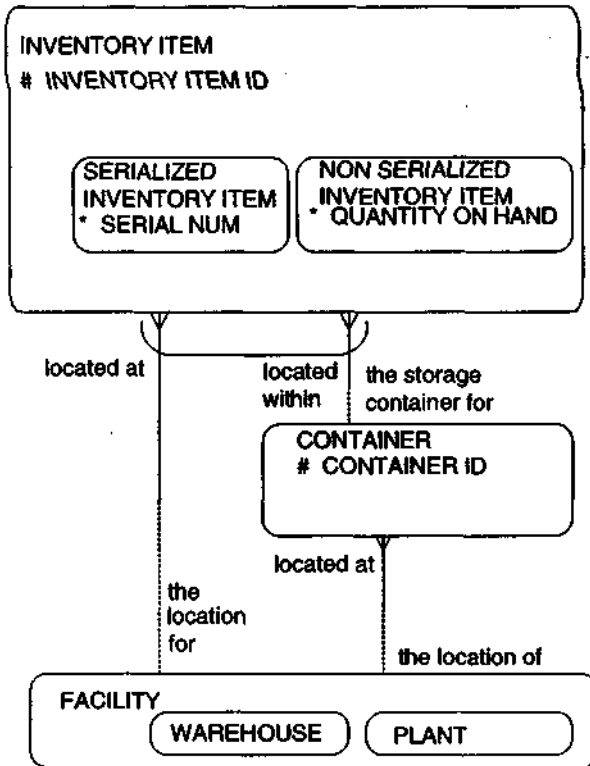 INVENTORY ITEM
# INVENTORY ITEM ID
SERIALIZED
INVENTORY ITEM
* SERIAL NUM
NON SERIALIZED
INVENTORY ITEM
* QUANTITY ON HAND
located at
located
within
the storage
container for
CONTAINER
# CONTAINER ID
located at
the
location
for
the location of
FACILITY
WAREHOUSE
PLANT